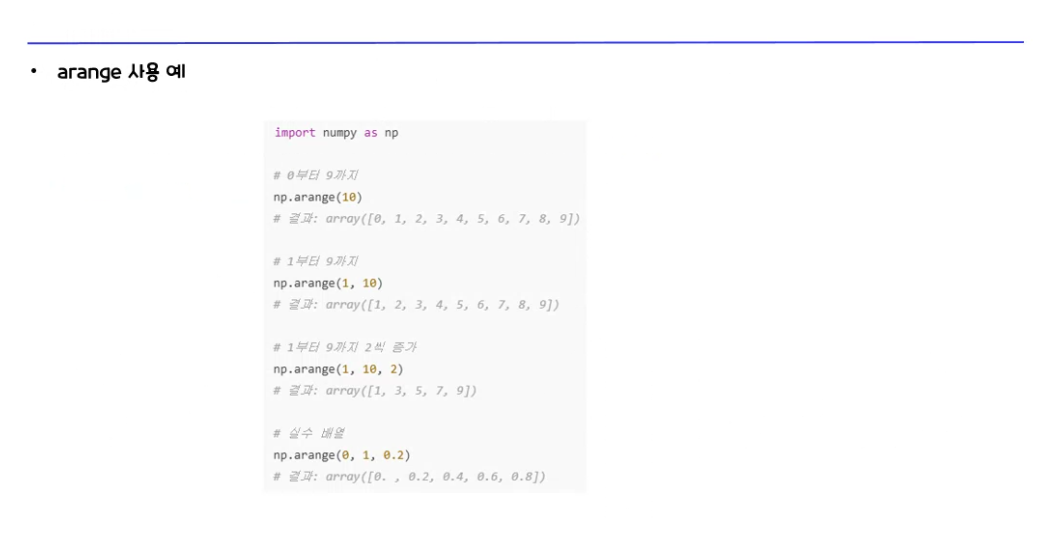 • arange 사용 예
import numpy as np
# 0부터 9까지
np.arange(10)
# 결과: array([0, 1, 2, 3, 4, 5, 6, 7, 8, 9])
# 1부터 9까지
np.arange(1, 10)
# 결과: array([1, 2, 3, 4, 5, 6, 7, 8, 9])
# 1부터 9까지 2씩 증가
np.arange(1, 10, 2)
# 결과: array([1, 3, 5, 7, 9])
# 실수 배열
np.arange(0, 1, 0.2)
# 결과: array([0. , 0.2, 0.4, 0.6, 0.8])